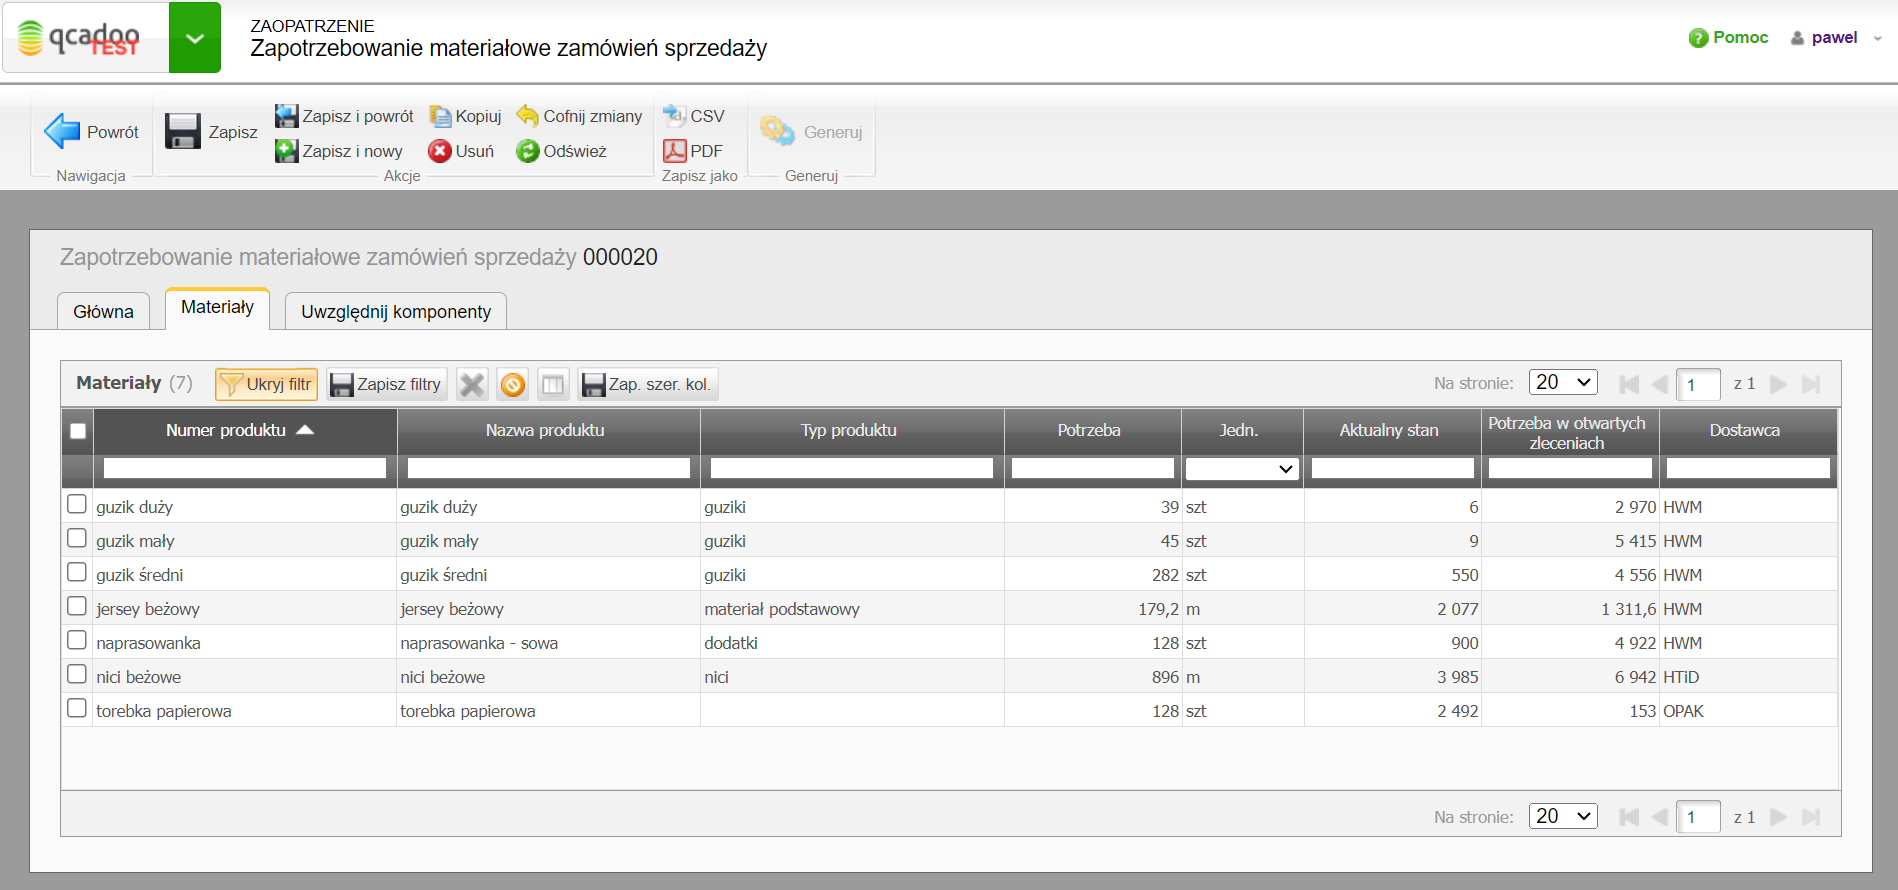 qcadoo
TEST
ZAOPATRZENIE
Zapotrzebowanie materiałowe zamówień sprzedaży
Pomoc
pawel
Powrót
Nawigacja
Zapisz
Zapisz i powrót
Kopiuj
Cofnij zmiany
Zapisz i nowy
Usuń
Odśwież
Akcje
CSV
PDF
Zapisz jako
Generuj
Generuj
Zapotrzebowanie materiałowe zamówień sprzedaży 000020
Główna
Materiały
Uwzględnij komponenty
Materiały (7)
Ukryj filtr
Zapisz filtry
Zap. szer. kol.
Na stronie: 20 1 z 1
Numer produktu Nazwa produktu Typ produktu Potrzeba Jedn. Aktualny stan Potrzeba w otwartych zleceniach Dostawca
guzik duży guzik duży guziki 39 szt 6 2 970 HWM
guzik mały guzik mały guziki 45 szt 9 5 415 HWM
guzik średni guzik średni guziki 282 szt 550 4 556 HWM
jersey beżowy jersey beżowy materiał podstawowy 179,2 m 2 077 1 311,6 HWM
naprasowanka naprasowanka - sowa dodatki 128 szt 900 4 922 HWM
nici beżowe nici beżowe nici 896 m 3 985 6 942 HTiD
torebka papierowa torebka papierowa 128 szt 2 492 153 OPAK
Na stronie: 20 1 z 1